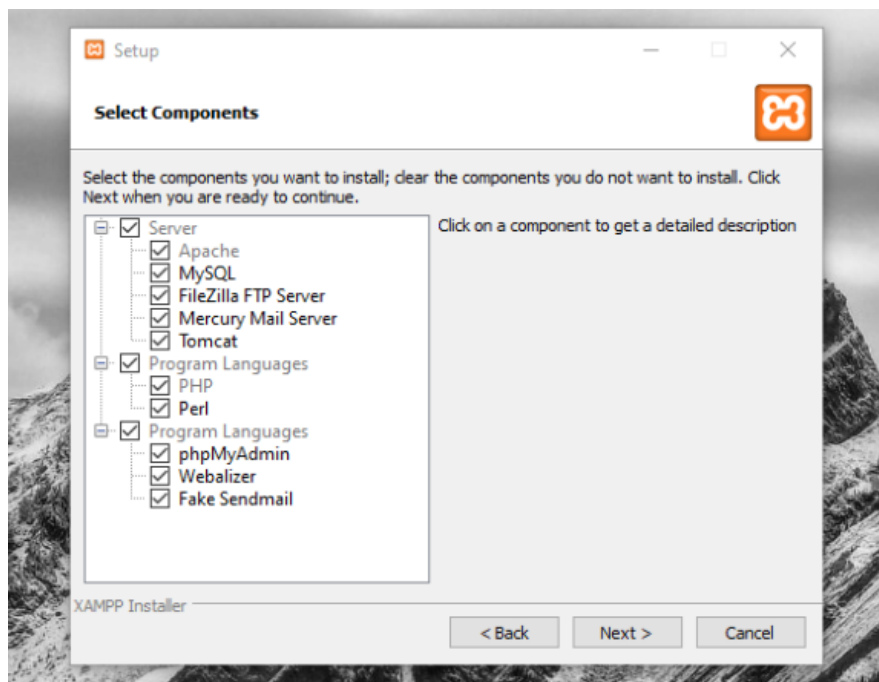 Setup
Select Components
Select the components you want to install; clear the components you do not want to install. Click
Next when you are ready to continue.
Server
Apache
MySQL
FileZilla FTP Server
Mercury Mail Server
Tomcat
Program Languages
PHP
Perl
Program Languages
phpMyAdmin
Webalizer
Fake Sendmail
Click on a component to get a detailed description
XAMPP Installer
< Back
Next >
Cancel